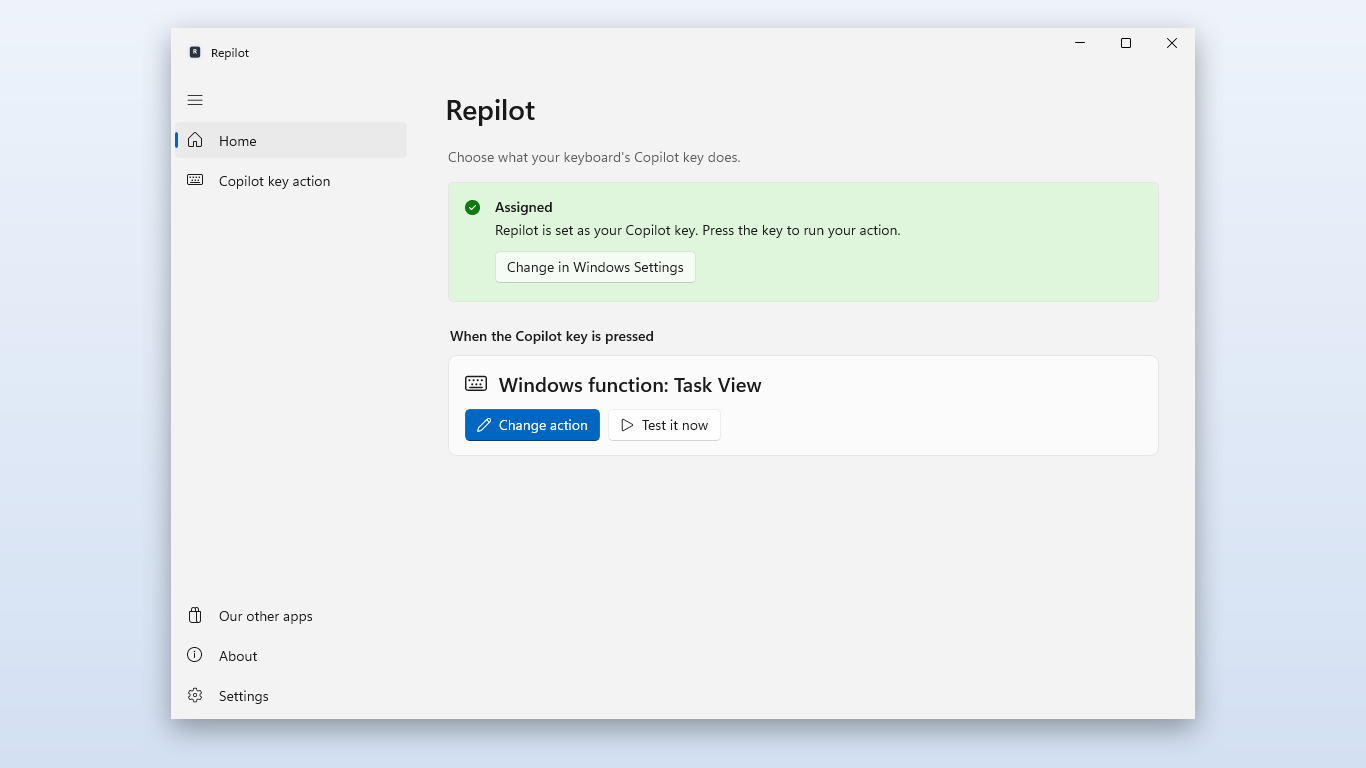 Repilot
Home
Copilot key action
Our other apps
About
Settings
Repilot
Choose what your keyboard's Copilot key does.
Assigned
Repilot is set as your Copilot key. Press the key to run your action.
Change in Windows Settings
When the Copilot key is pressed
Windows function: Task View
Change action
Test it now